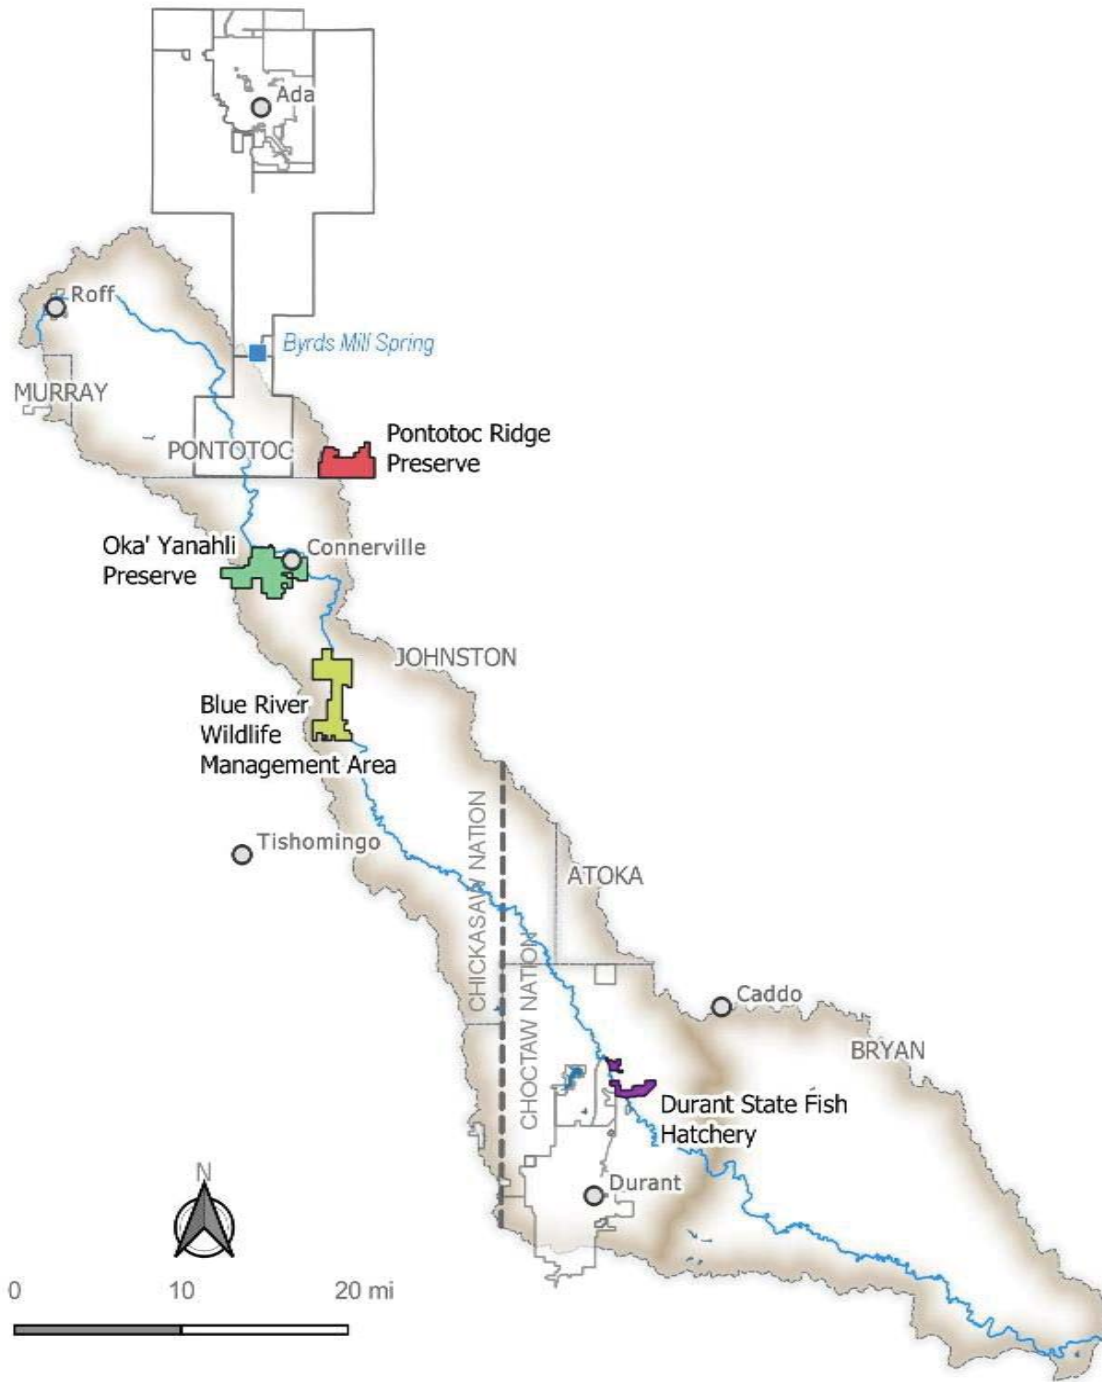 Ada
Roff
Byrds Mill Spring
MURRAY
PONTOTOC
Pontotoc Ridge
Preserve
Oka' Yanahli
Preserve
Connerville
JOHNSTON
Blue River
Wildlife
Management Area
Tishomingo
CHICKASAW NATION
CHOCTAW NATION
ATOKA
Caddo
BRYAN
Durant State Fish
Hatchery
Durant
N
0 10 20 mi